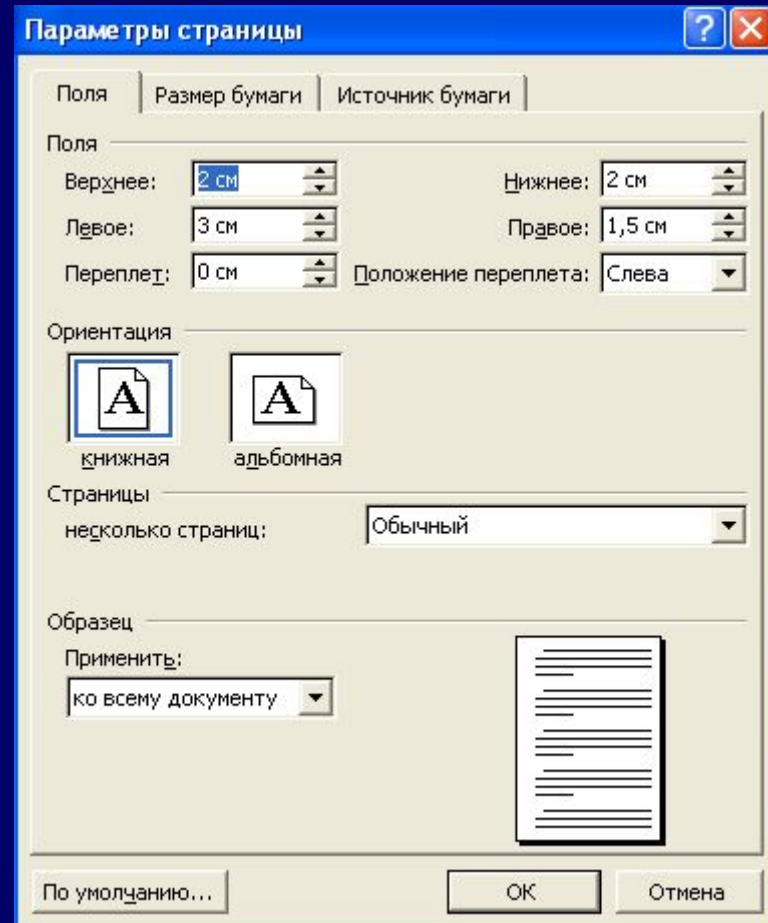 Параметры страницы
Поля Размер бумаги Источник бумаги
Поля
Верхнее: 2 см Нижнее: 2 см
Левое: 3 см Правое: 1,5 см
Переплет: 0 см Положение переплета: Слева
Ориентация
A A
книжная альбомная
Страницы
несколько страниц: Обычный
Образец
Применить:
ко всему документу
По умолчанию... ОК Отмена